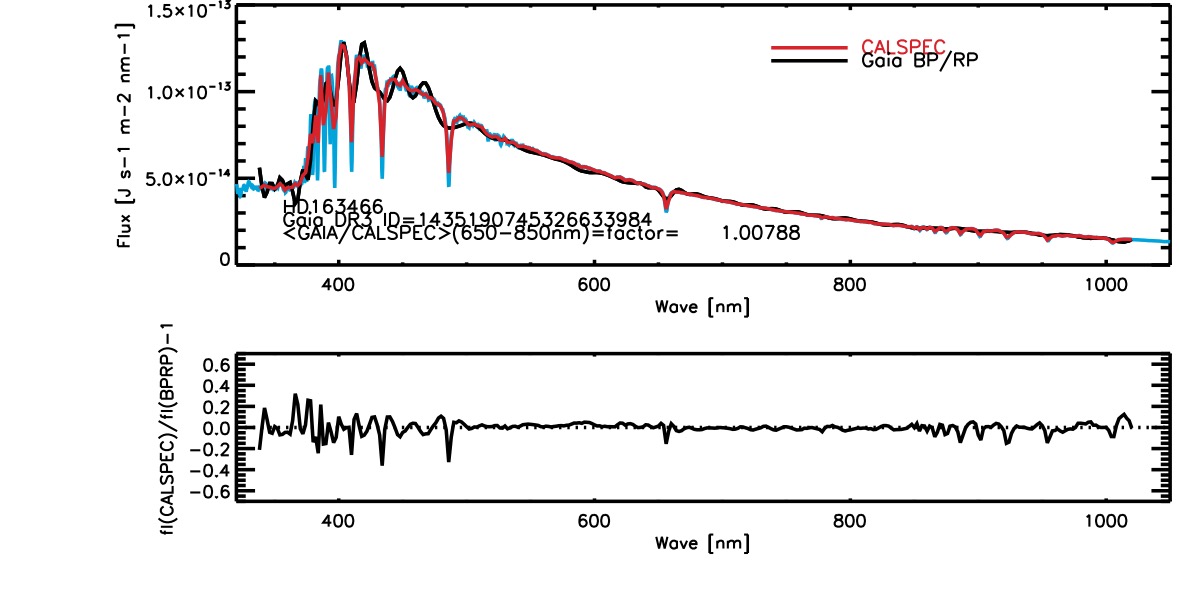 1.5×10−13
1.0×10−13
5.0×10−14
0
Flux [J s−1 m−2 nm−1]
CALSPEC
Gaia BP/RP
HD163466
Gaia DR3 ID=1435190745326633984
<GAIA/CALSPEC>(650−850nm)=factor= 1.00788
400 600 800 1000
Wave [nm]
fl(CALSPEC)/fl(BPRP)−1
0.6
0.4
0.2
0.0
−0.2
−0.4
−0.6
400 600 800 1000
Wave [nm]